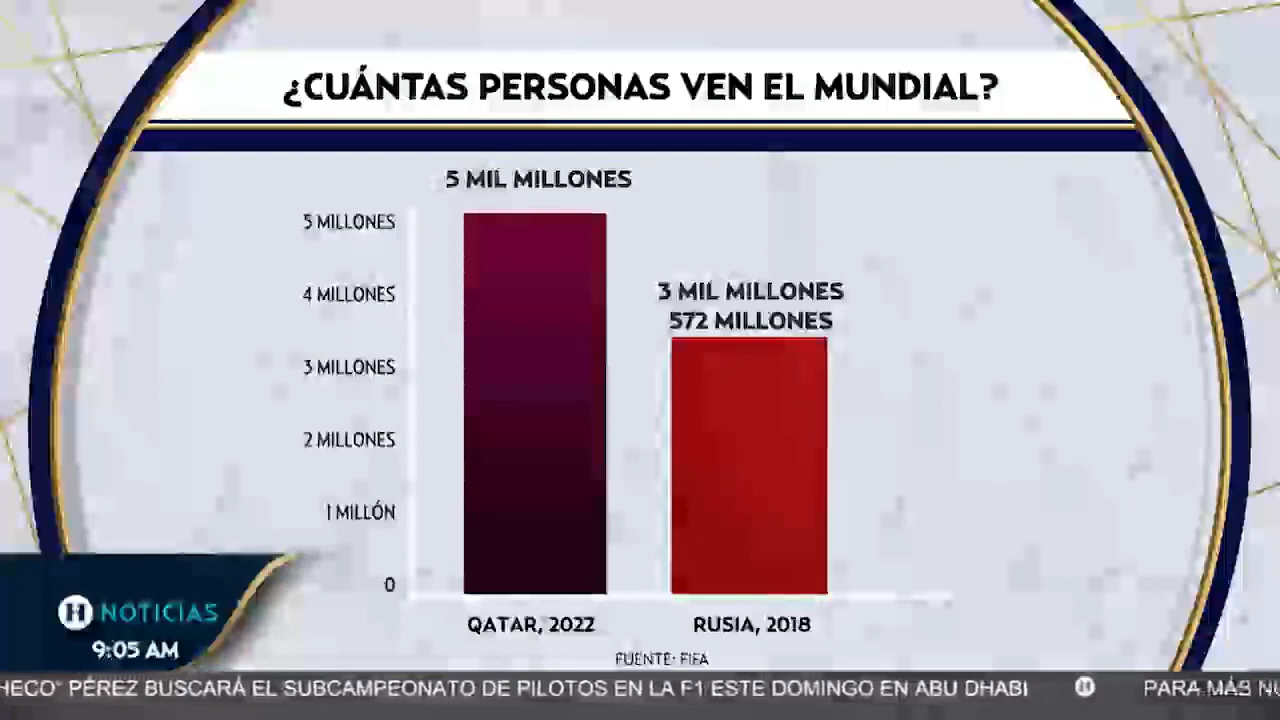 ¿CUÁNTAS PERSONAS VEN EL MUNDIAL?
5 MIL MILLONES
5 MILLONES
4 MILLONES
3 MIL MILLONES
572 MILLONES
3 MILLONES
2 MILLONES
1 MILLÓN
0
QATAR, 2022
RUSIA, 2018
FUENTE: FIFA
H NOTICIAS
9:05 AM
HECO" PÉREZ BUSCARÁ EL SUBCAMPEONATO DE PILOTOS EN LA F1 ESTE DOMINGO EN ABU DHABI H PARA MÁS NU